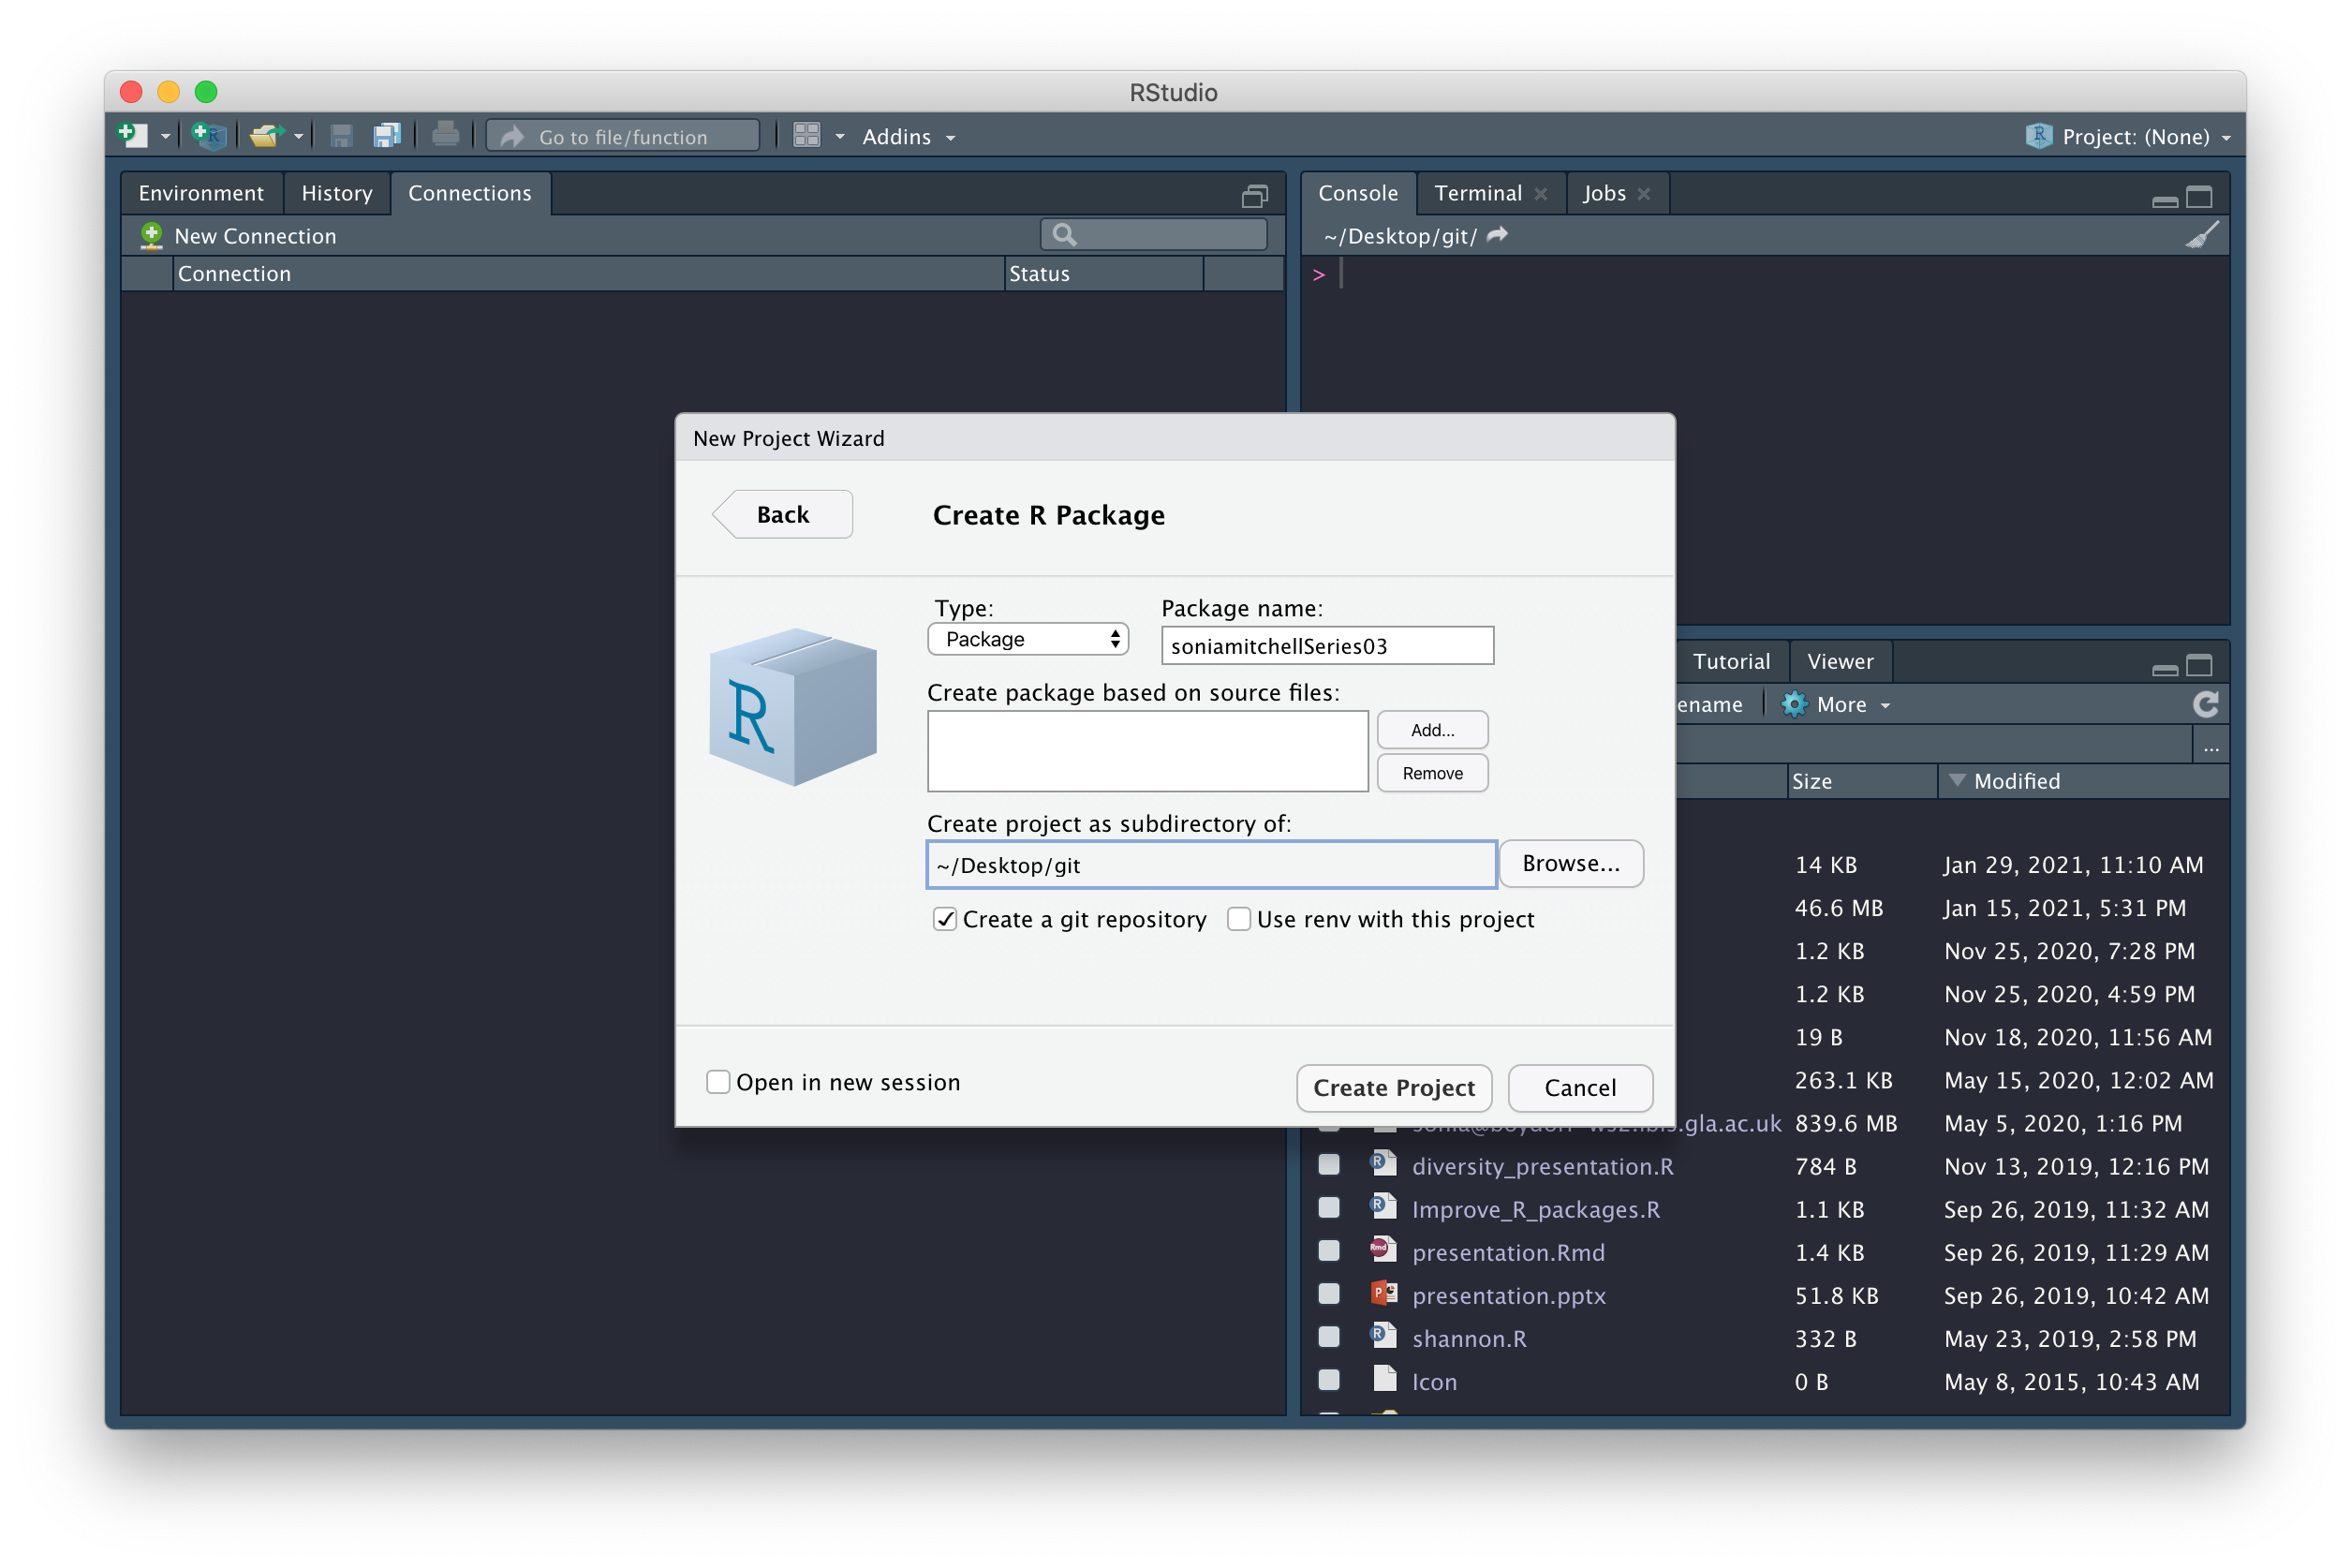 RStudio
Go to file/function
Addins
Project: (None)
Environment History Connections
New Connection
Connection Status
Console Terminal Jobs
~/Desktop/git/
>
New Project Wizard
Back
Create R Package
Type: Package name:
Package soniamitchellSeries03
Create package based on source files:
Add...
Remove
Create project as subdirectory of:
~/Desktop/git
Browse...
Create a git repository Use renv with this project
Open in new session
Create Project
Cancel
Tutorial Viewer
ename More
...
Size Modified
14 KB Jan 29, 2021, 11:10 AM
46.6 MB Jan 15, 2021, 5:31 PM
1.2 KB Nov 25, 2020, 7:28 PM
1.2 KB Nov 25, 2020, 4:59 PM
19 B Nov 18, 2020, 11:56 AM
263.1 KB May 15, 2020, 12:02 AM
.gla.ac.uk 839.6 MB May 5, 2020, 1:16 PM
diversity_presentation.R 784 B Nov 13, 2019, 12:16 PM
Improve_R_packages.R 1.1 KB Sep 26, 2019, 11:32 AM
presentation.Rmd 1.4 KB Sep 26, 2019, 11:29 AM
presentation.pptx 51.8 KB Sep 26, 2019, 10:42 AM
shannon.R 332 B May 23, 2019, 2:58 PM
Icon 0 B May 8, 2015, 10:43 AM